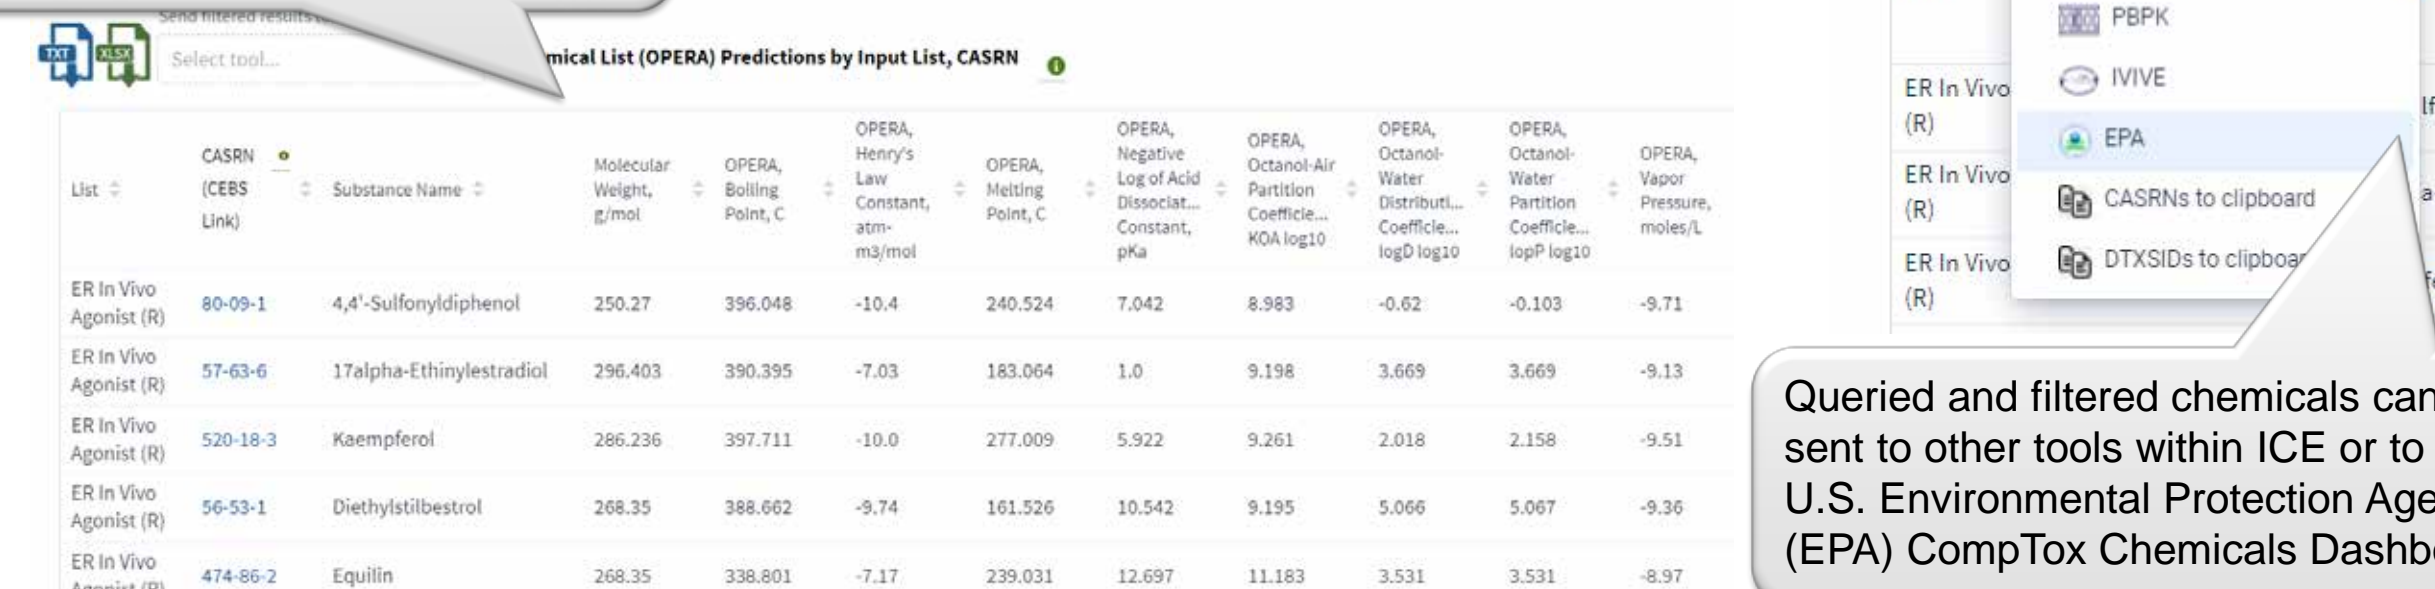 Send filtered results
TXT XLSX
Select tool...
mical List (OPERA) Predictions by Input List, CASRN
List
CASRN
(CEBS
Link)
Substance Name
Molecular
Weight,
g/mol
OPERA,
Boiling
Point, C
OPERA,
Henry's
Law
Constant,
atm-
m3/mol
OPERA,
Melting
Point, C
OPERA,
Negative
Log of Acid
Dissociat...
Constant,
pKa
OPERA,
Octanol-Air
Partition
Coefficie...
KOA log10
OPERA,
Octanol-
Water
Distributi...
Coefficie...
logD log10
OPERA,
Octanol-
Water
Partition
Coefficie...
lopP log10
OPERA,
Vapor
Pressure,
moles/L
ER In Vivo
Agonist (R)
80-09-1 4,4'-Sulfonyldiphenol 250.27 396.048 -10.4 240.524 7.042 8.983 -0.62 -0.103 -9.71
ER In Vivo
Agonist (R)
57-63-6 17alpha-Ethinylestradiol 296.403 390.395 -7.03 183.064 1.0 9.198 3.669 3.669 -9.13
ER In Vivo
Agonist (R)
520-18-3 Kaempferol 286.236 397.711 -10.0 277.009 5.922 9.261 2.018 2.158 -9.51
ER In Vivo
Agonist (R)
56-53-1 Diethylstilbestrol 268.35 388.662 -9.74 161.526 10.542 9.195 5.066 5.067 -9.36
ER In Vivo
Agonist (R)
474-86-2 Equilin 268.35 338.801 -7.17 239.031 12.697 11.183 3.531 3.531 -8.97
PBPK
IVIVE
EPA
CASRNs to clipboard
DTXSIDs to clipboar
ER In Vivo
(R)
ER In Vivo
(R)
ER In Vivo
(R)
Queried and filtered chemicals can
sent to other tools within ICE or to
U.S. Environmental Protection Age
(EPA) CompTox Chemicals Dashbo